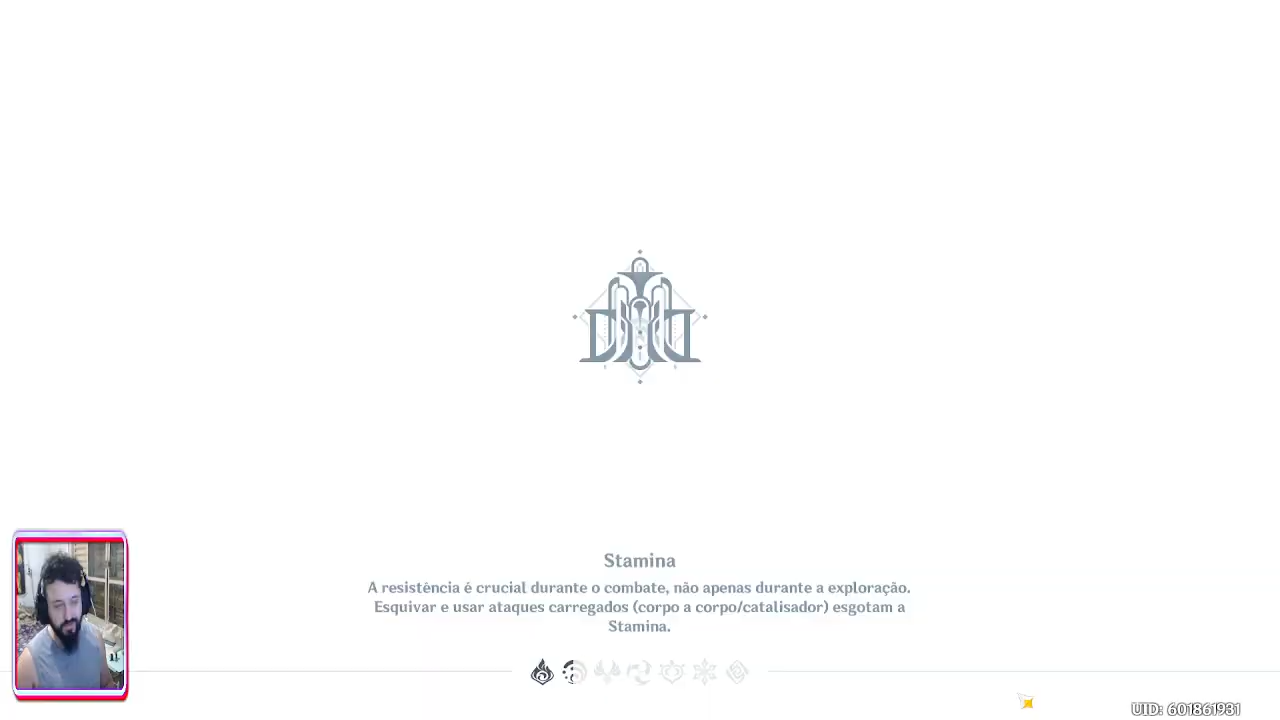 Stamina
A resistência é crucial durante o combate, não apenas durante a exploração.
Esquivar e usar ataques carregados (corpo a corpo/catalisador) esgotam a
Stamina.
UID: 601861931